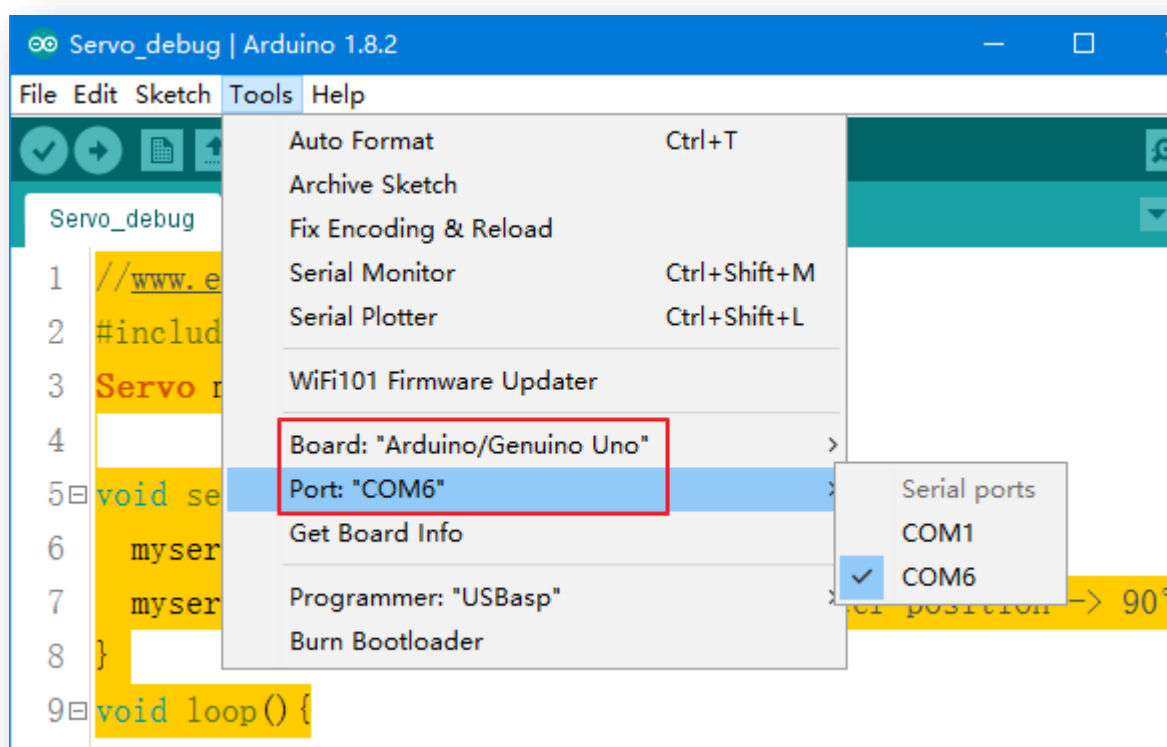 Servo_debug | Arduino 1.8.2
File Edit Sketch Tools Help
Auto Format Ctrl+T
Archive Sketch
Fix Encoding & Reload
Serial Monitor Ctrl+Shift+M
Serial Plotter Ctrl+Shift+L
WiFi101 Firmware Updater
Board: "Arduino/Genuino Uno"
Port: "COM6"
Get Board Info
Programmer: "USBasp"
Burn Bootloader
Serial ports
COM1
COM6
Servo_debug
1 //www.e
2 #includ
3 Servo
4
5 void se
6 myser
7 myser position -> 90°
8 }
9 void loop(){